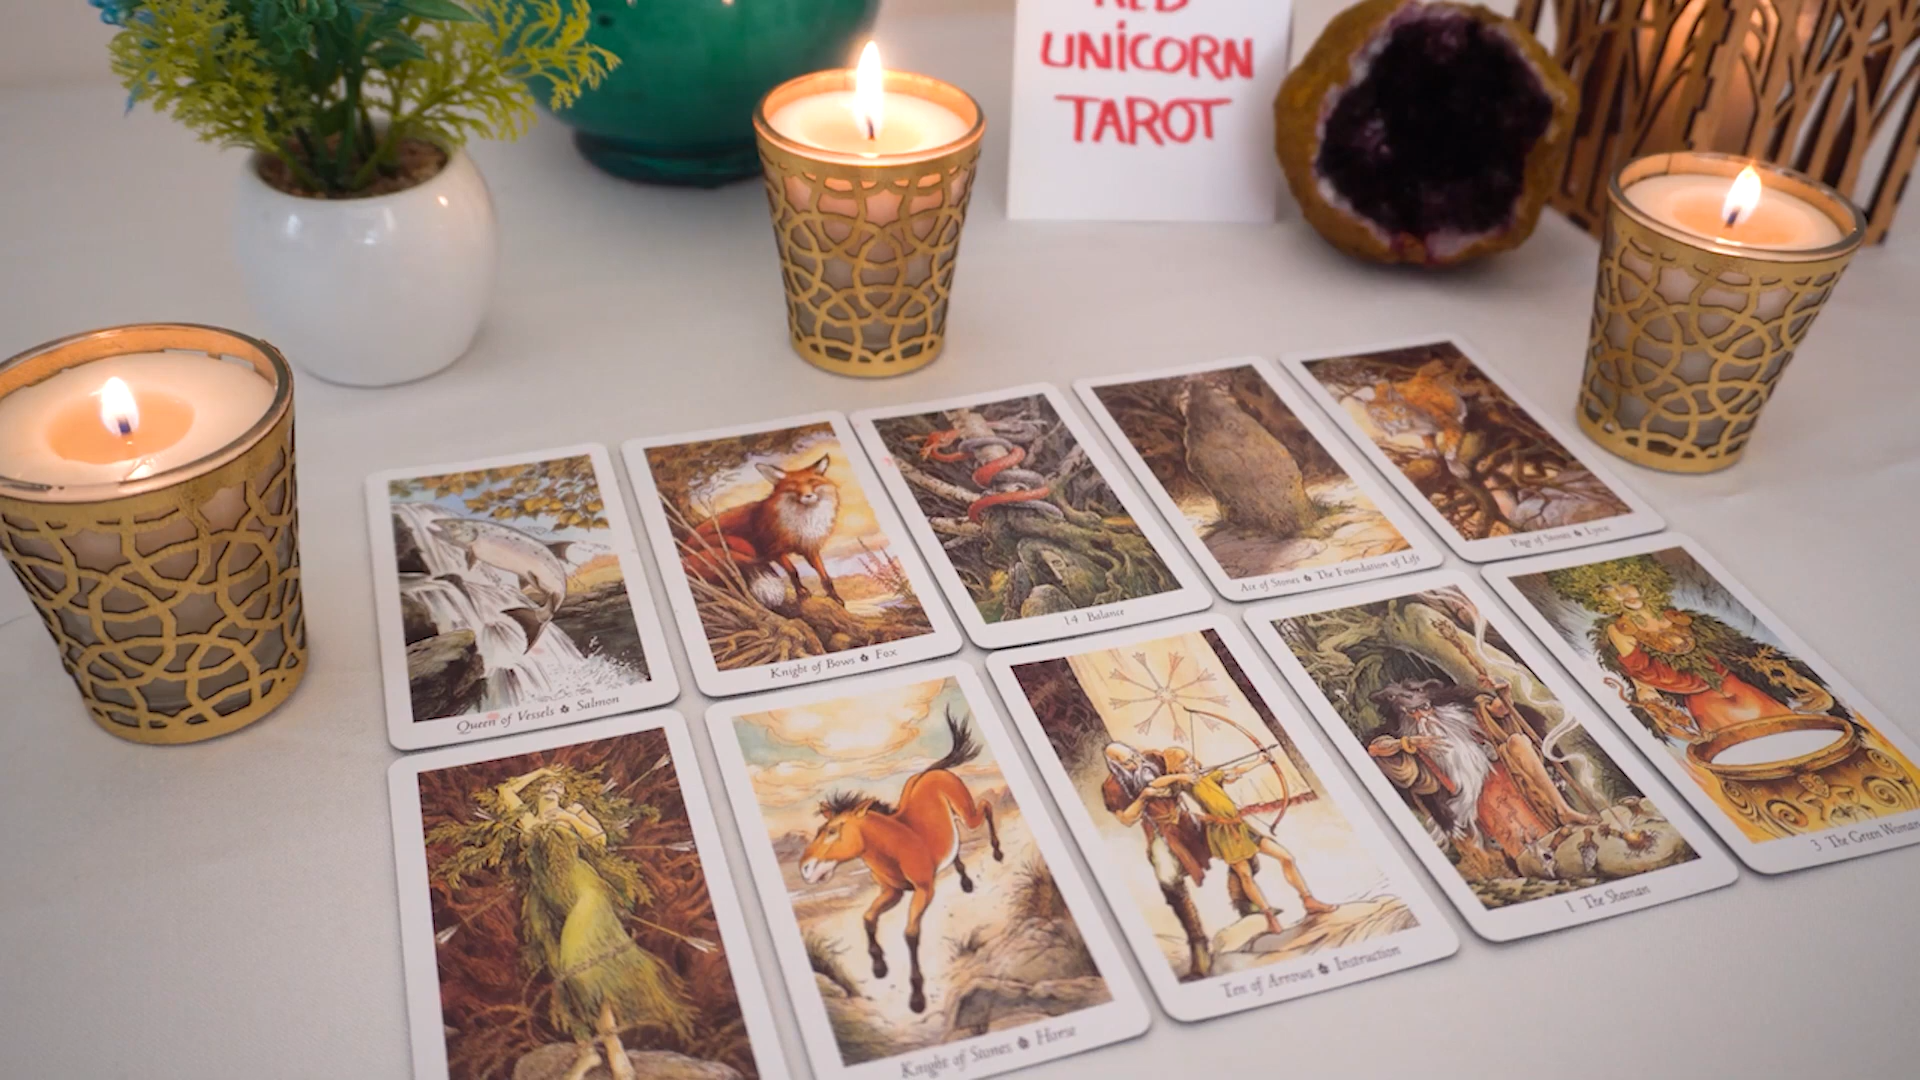 RED
UNICORN
TAROT
Queen of Vessels Salmon
Knight of Bows Fox
14 Balance
Ace of Stones The Foundation of Life
Page of Stones Lynx
Knight of Stones Horse
Ten of Arrows Instruction
1 The Shaman
3 The Green Woman